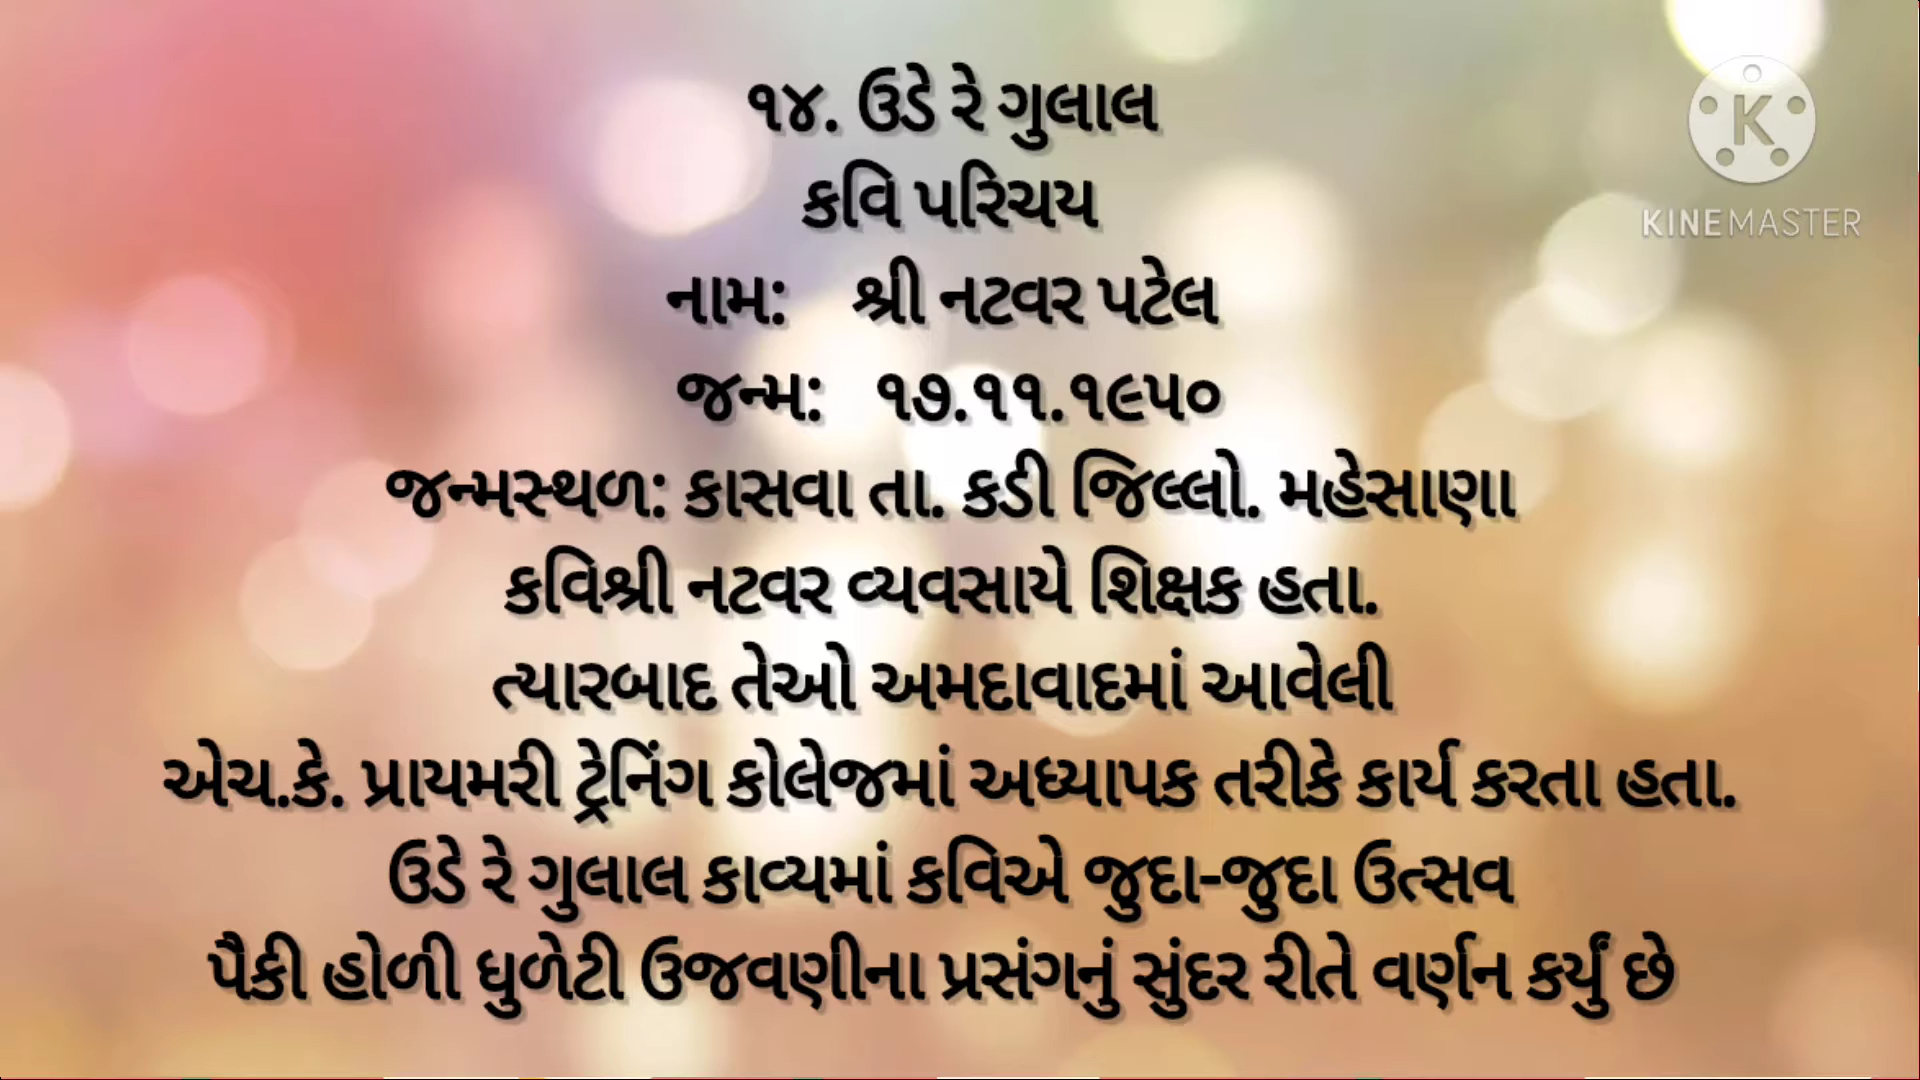 ૧૪. ઉડે રે ગુલાલ
કવિ પરિચય
નામ: શ્રી નટવર પટેલ
જન્મ: ૧૭.૧૧.૧૯૫૦
જન્મસ્થળ: કાસવા તા. કડી જિલ્લો. મહેસાણા
કવિશ્રી નટવર વ્યવસાયે શિક્ષક હતા.
ત્યારબાદ તેઓ અમદાવાદમાં આવેલી
એચ.કે. પ્રાયમરી ટ્રેનિંગ કોલેજમાં અધ્યાપક તરીકે કાર્ય કરતા હતા.
ઉડે રે ગુલાલ કાવ્યમાં કવિએ જુદા-જુદા ઉત્સવ
પૈકી હોળી ધુળેટી ઉજવણીના પ્રસંગનું સુંદર રીતે વર્ણન કર્યું છે
K
KINEMASTER